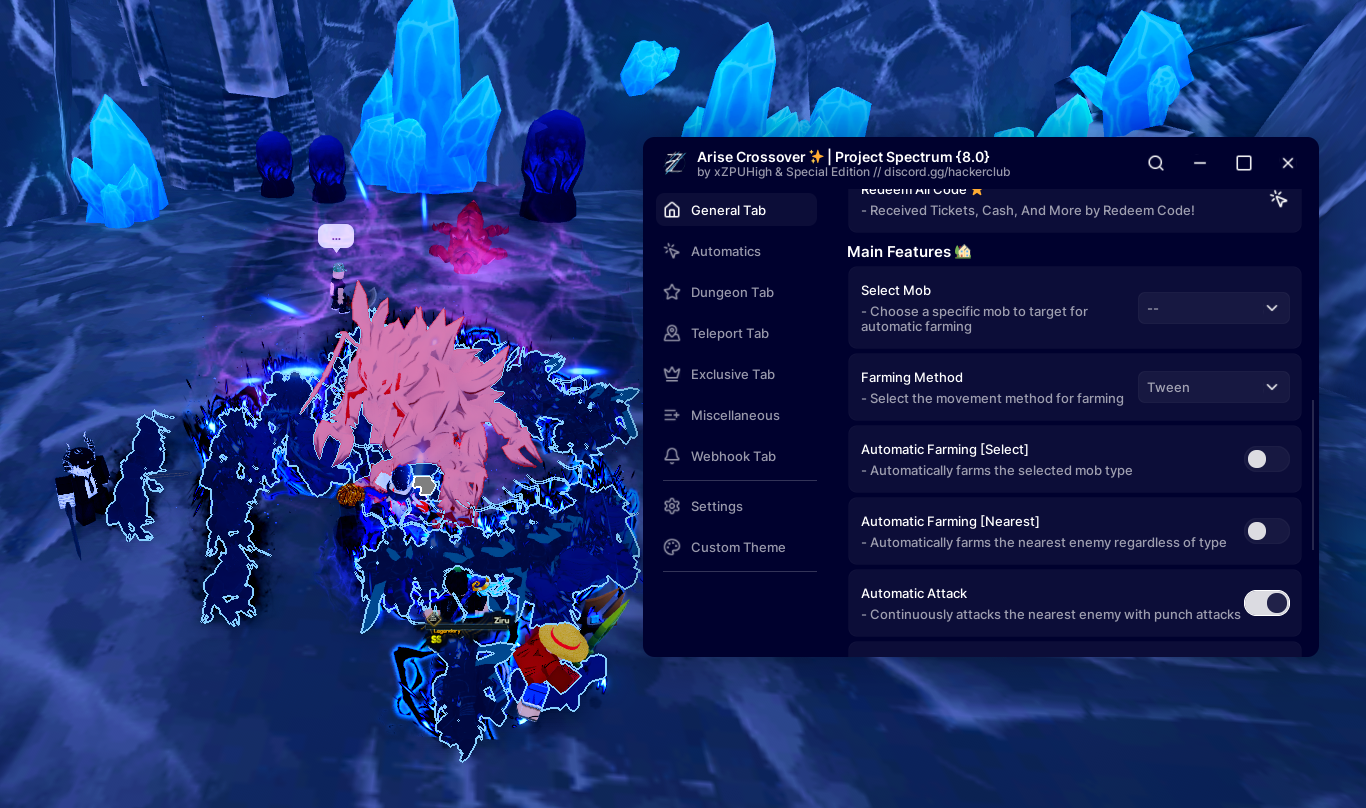 Arise Crossover ✨ | Project Spectrum {8.0}
by xZPUHigh & Special Edition // discord.gg/hackerclub
General Tab
Automatics
Dungeon Tab
Teleport Tab
Exclusive Tab
Miscellaneous
Webhook Tab
Settings
Custom Theme
Redeem All Code ⭐
- Received Tickets, Cash, And More by Redeem Code!
Main Features 🏡
Select Mob
- Choose a specific mob to target for
automatic farming
--
Farming Method
- Select the movement method for farming
Tween
Automatic Farming [Select]
- Automatically farms the selected mob type
Automatic Farming [Nearest]
- Automatically farms the nearest enemy regardless of type
Automatic Attack
- Continuously attacks the nearest enemy with punch attacks
...
Ziru
Legendary
SS